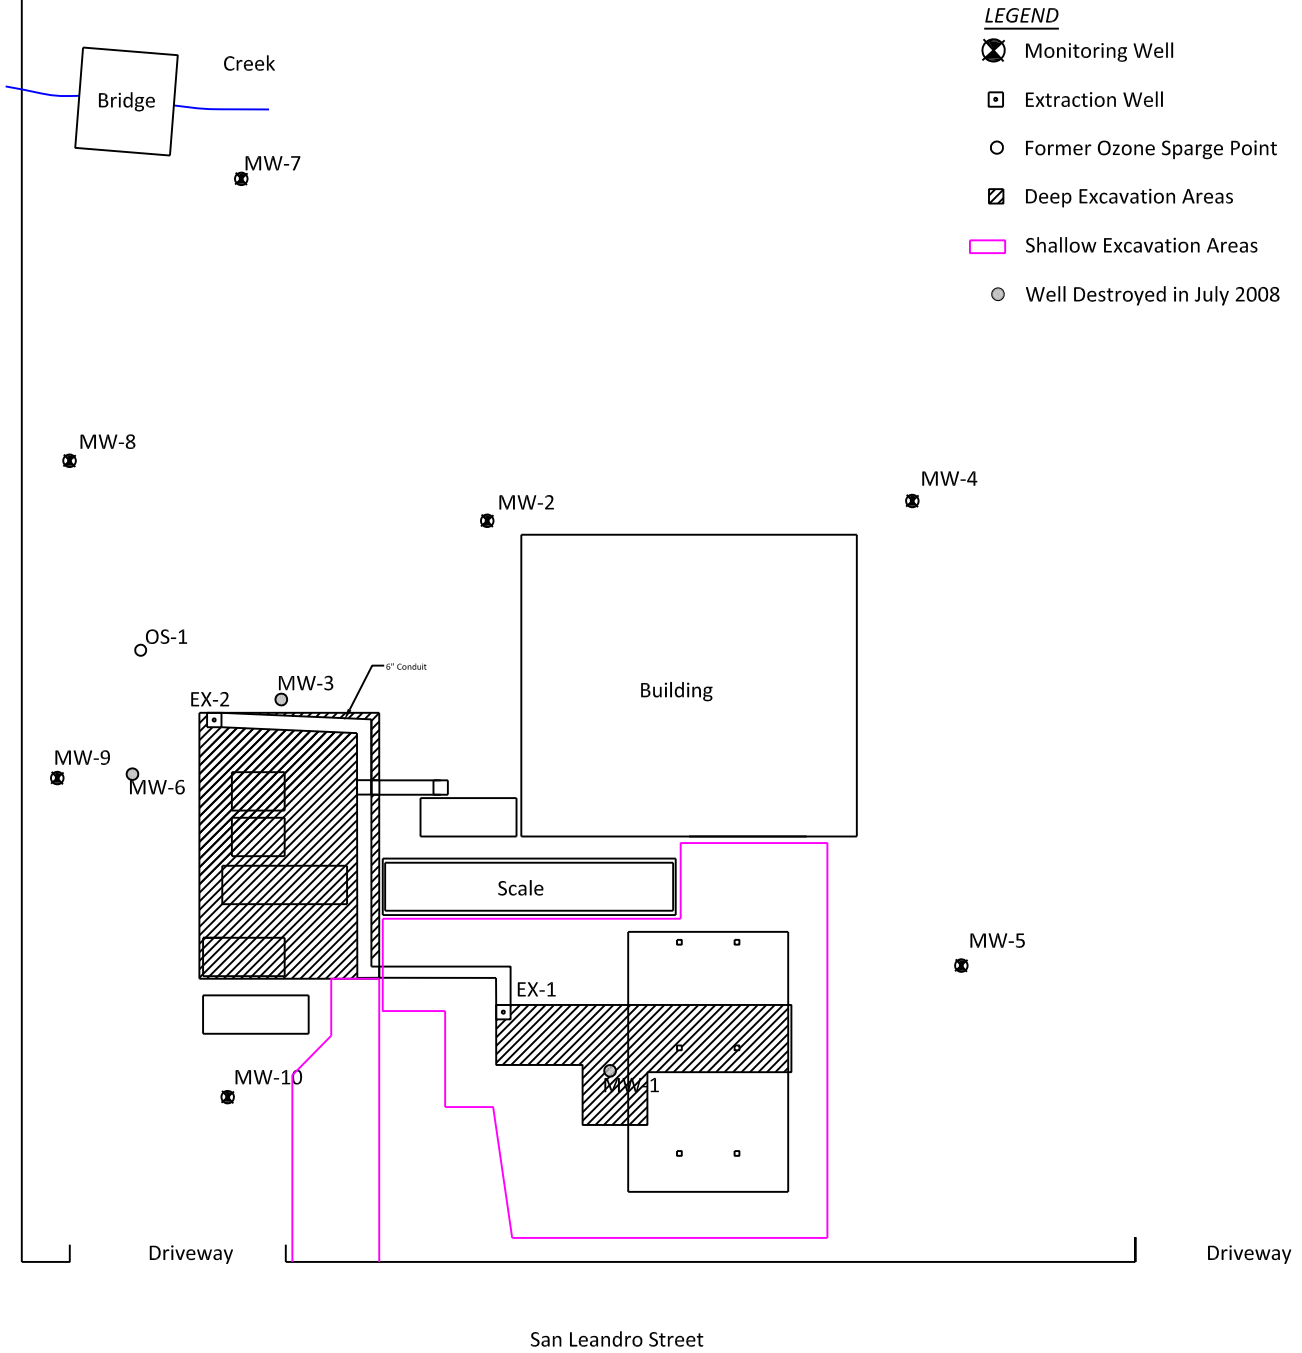 LEGEND
Monitoring Well
Extraction Well
Former Ozone Sparge Point
Deep Excavation Areas
Shallow Excavation Areas
Well Destroyed in July 2008
Creek
Bridge
MW-7
MW-8
MW-4
MW-2
OS-1
6" Conduit
MW-3
EX-2
Building
MW-9
MW-6
Scale
MW-5
EX-1
MW-10
MW-1
Driveway
Driveway
San Leandro Street